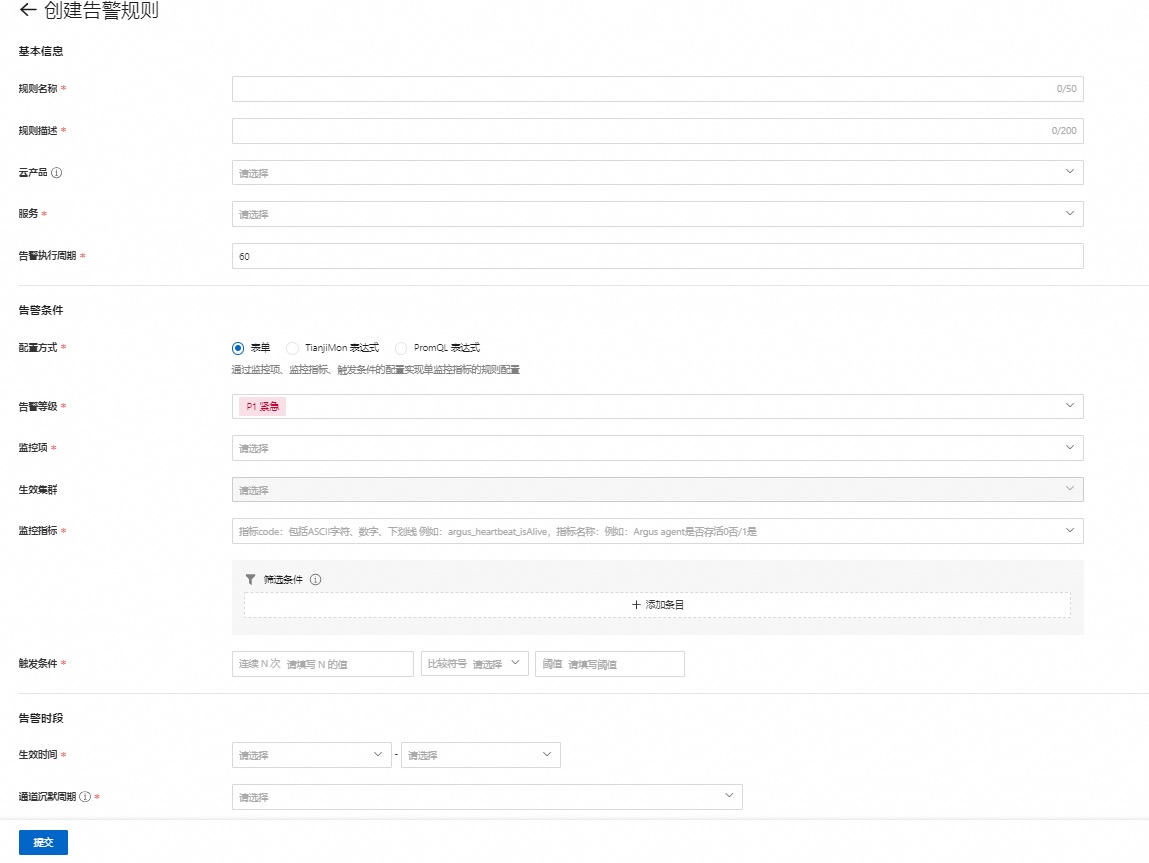 创建告警规则
基本信息
规则名称 * 0/50
规则描述 * 0/200
云产品 请选择
服务 * 请选择
告警执行周期 * 60
告警条件
配置方式 * 表单 TianjiMon 表达式 PromQL 表达式
通过监控项、监控指标、触发条件的配置实现单监控指标的规则配置
告警等级 * P1 紧急
监控项 * 请选择
生效集群 请选择
监控指标 * 指标code：包括ASCII字符、数字、下划线 例如：argus_heartbeat_isAlive，指标名称：例如：Argus agent是否存活0否/1是
筛选条件
+ 添加条目
触发条件 * 连续 N 次 请填写 N 的值 比较符号 请选择 阈值 请填写阈值
告警时段
生效时间 * 请选择 - 请选择
通道沉默周期 * 请选择
提交